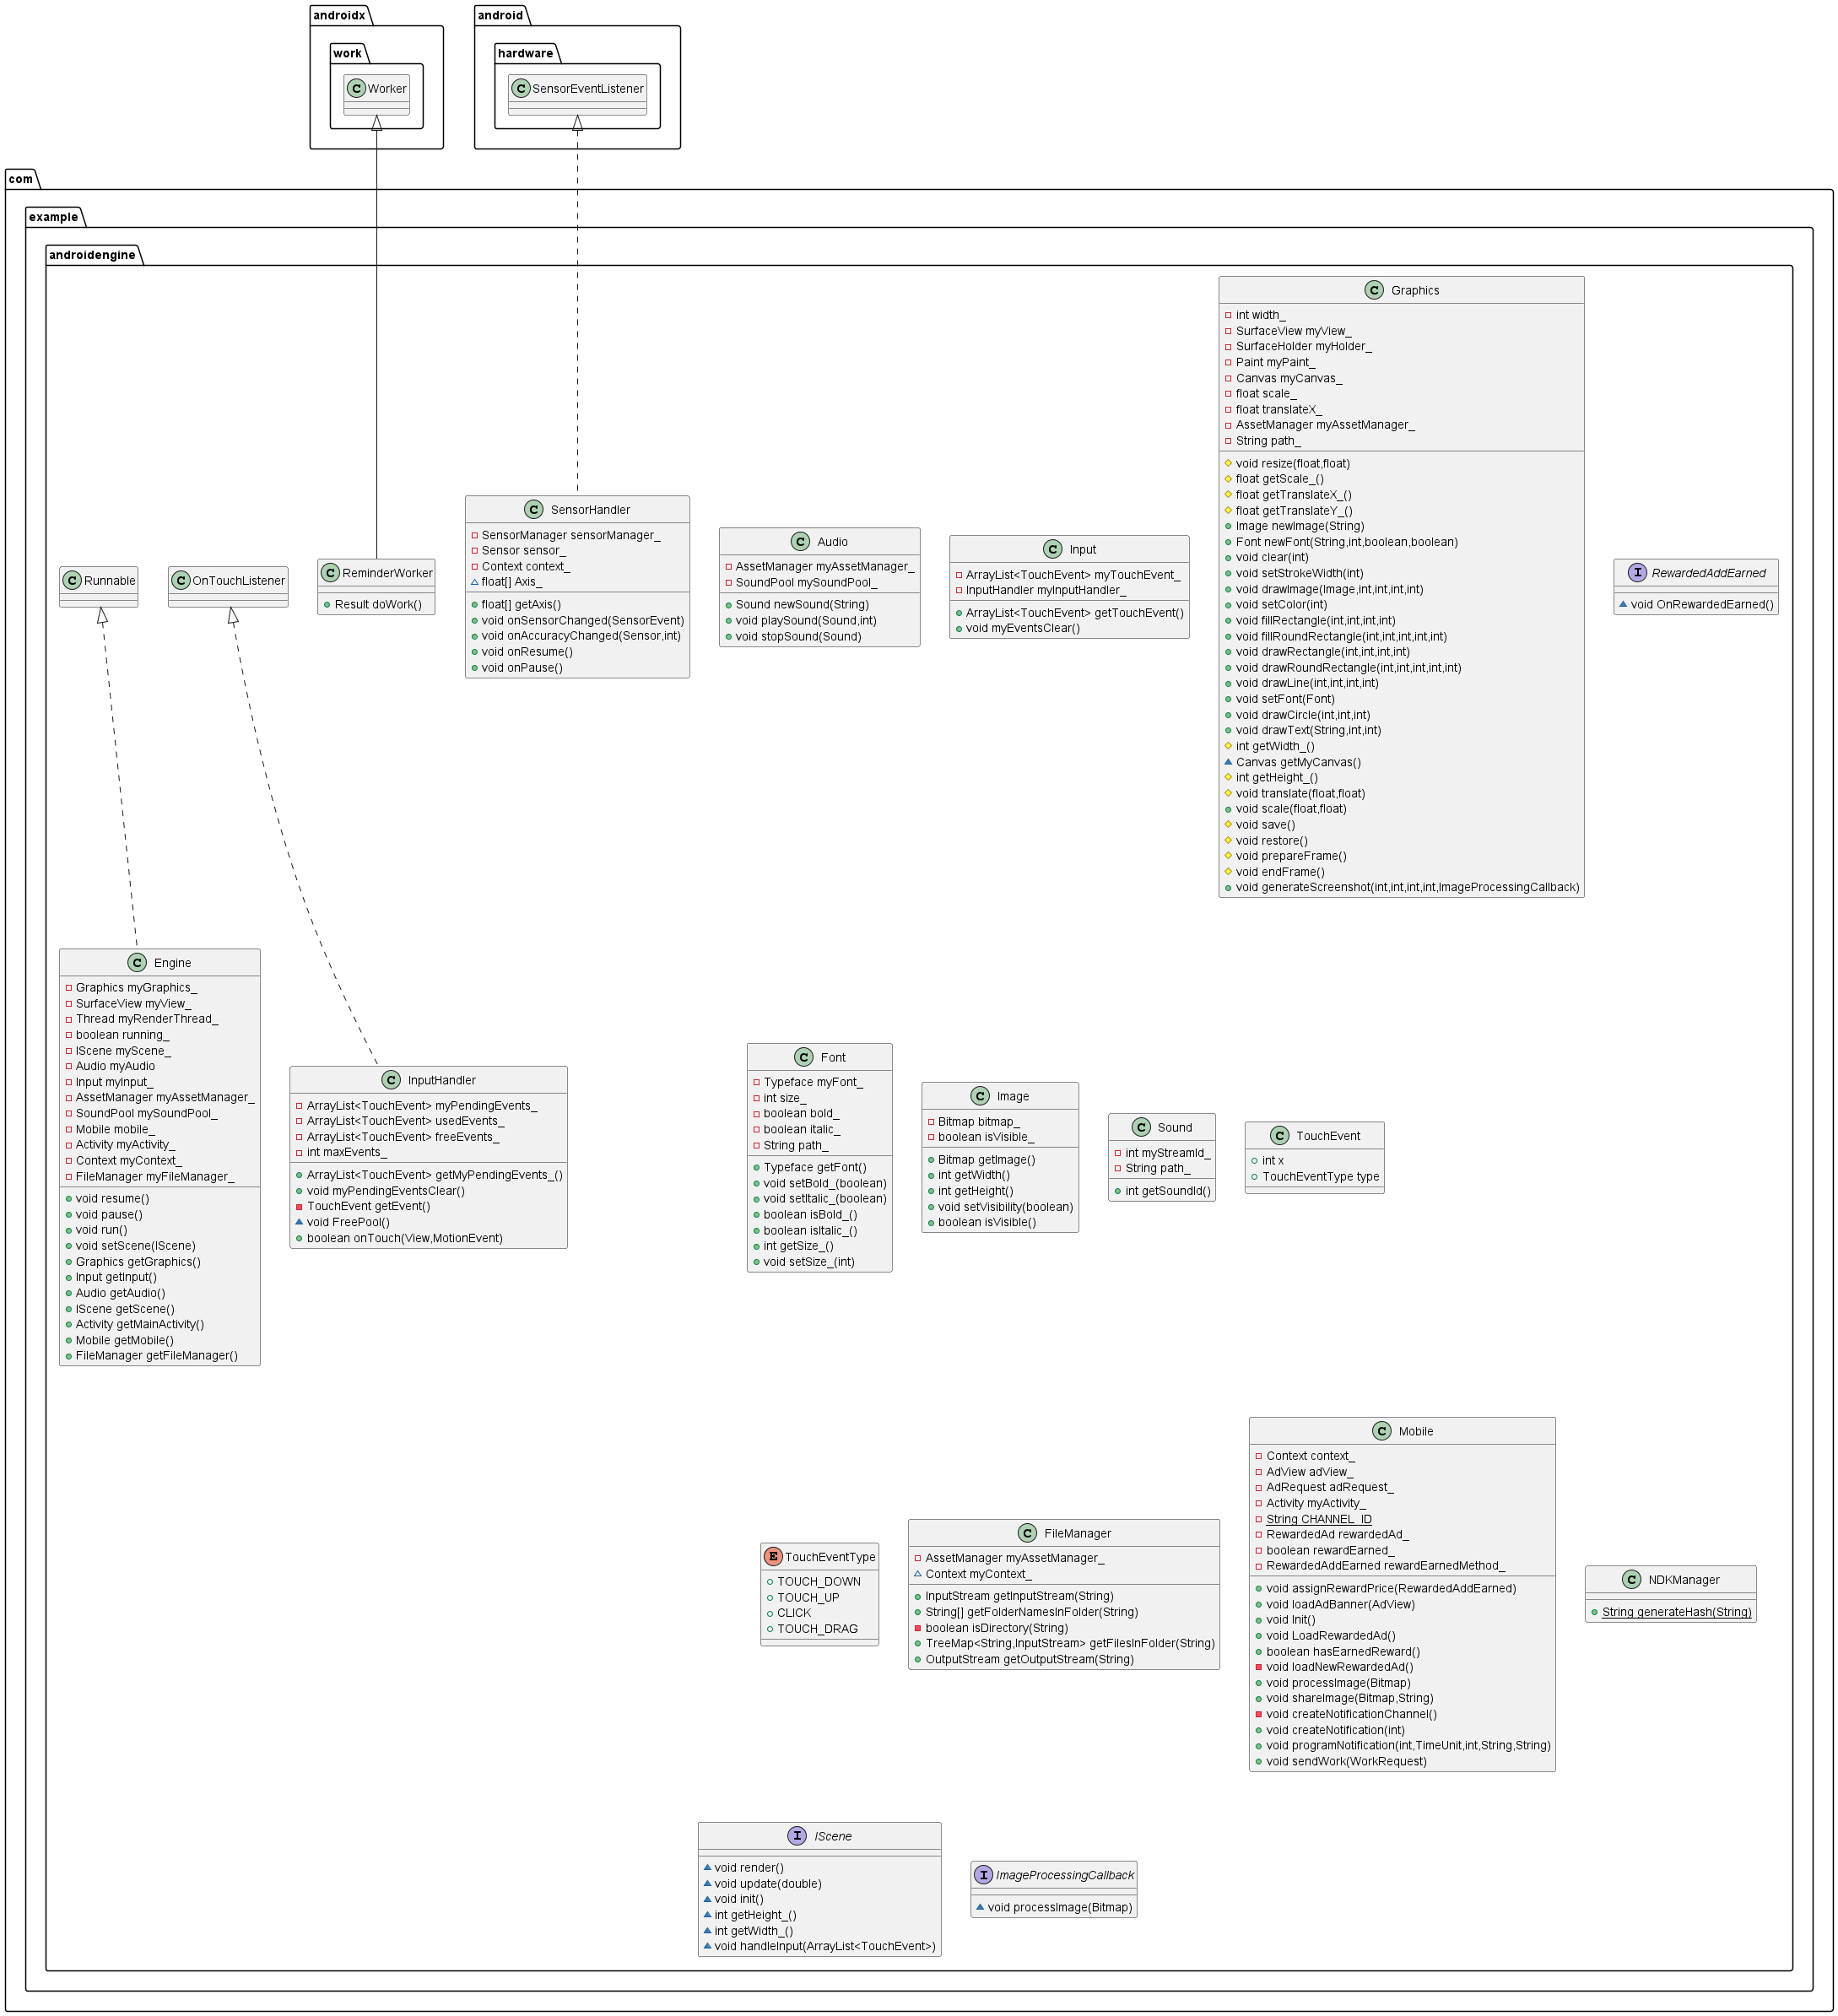 androidx
work
C Worker
android
hardware
C SensorEventListener
com
example
androidengine
C Runnable
C OnTouchListener
C ReminderWorker
Result doWork()
C SensorHandler
SensorManager sensorManager_
Sensor sensor_
Context context_
float[] Axis_
float[] getAxis()
void onSensorChanged(SensorEvent)
void onAccuracyChanged(Sensor,int)
void onResume()
void onPause()
C Audio
AssetManager myAssetManager_
SoundPool mySoundPool_
Sound newSound(String)
void playSound(Sound,int)
void stopSound(Sound)
C Input
ArrayList<TouchEvent> myTouchEvent_
InputHandler myInputHandler_
ArrayList<TouchEvent> getTouchEvent()
void myEventsClear()
C Graphics
int width_
SurfaceView myView_
SurfaceHolder myHolder_
Paint myPaint_
Canvas myCanvas_
float scale_
float translateX_
AssetManager myAssetManager_
String path_
void resize(float,float)
float getScale_()
float getTranslateX_()
float getTranslateY_()
Image newImage(String)
Font newFont(String,int,boolean,boolean)
void clear(int)
void setStrokeWidth(int)
void drawImage(Image,int,int,int,int)
void setColor(int)
void fillRectangle(int,int,int,int)
void fillRoundRectangle(int,int,int,int,int)
void drawRectangle(int,int,int,int)
void drawRoundRectangle(int,int,int,int,int)
void drawLine(int,int,int,int)
void setFont(Font)
void drawCircle(int,int,int)
void drawText(String,int,int)
int getWidth_()
Canvas getMyCanvas()
int getHeight_()
void translate(float,float)
void scale(float,float)
void save()
void restore()
void prepareFrame()
void endFrame()
void generateScreenshot(int,int,int,int,ImageProcessingCallback)
I RewardedAddEarned
void OnRewardedEarned()
C Engine
Graphics myGraphics_
SurfaceView myView_
Thread myRenderThread_
boolean running_
IScene myScene_
Audio myAudio
Input myInput_
AssetManager myAssetManager_
SoundPool mySoundPool_
Mobile mobile_
Activity myActivity_
Context myContext_
FileManager myFileManager_
void resume()
void pause()
void run()
void setScene(IScene)
Graphics getGraphics()
Input getInput()
Audio getAudio()
IScene getScene()
Activity getMainActivity()
Mobile getMobile()
FileManager getFileManager()
C InputHandler
ArrayList<TouchEvent> myPendingEvents_
ArrayList<TouchEvent> usedEvents_
ArrayList<TouchEvent> freeEvents_
int maxEvents_
ArrayList<TouchEvent> getMyPendingEvents_()
void myPendingEventsClear()
TouchEvent getEvent()
void FreePool()
boolean onTouch(View,MotionEvent)
C Font
Typeface myFont_
int size_
boolean bold_
boolean italic_
String path_
Typeface getFont()
void setBold_(boolean)
void setItalic_(boolean)
boolean isBold_()
boolean isItalic_()
int getSize_()
void setSize_(int)
C Image
Bitmap bitmap_
boolean isVisible_
Bitmap getImage()
int getWidth()
int getHeight()
void setVisibility(boolean)
boolean isVisible()
C Sound
int myStreamId_
String path_
int getSoundId()
C TouchEvent
int x
TouchEventType type
E TouchEventType
TOUCH_DOWN
TOUCH_UP
CLICK
TOUCH_DRAG
C FileManager
AssetManager myAssetManager_
Context myContext_
InputStream getInputStream(String)
String[] getFolderNamesInFolder(String)
boolean isDirectory(String)
TreeMap<String,InputStream> getFilesInFolder(String)
OutputStream getOutputStream(String)
C Mobile
Context context_
AdView adView_
AdRequest adRequest_
Activity myActivity_
String CHANNEL_ID
RewardedAd rewardedAd_
boolean rewardEarned_
RewardedAddEarned rewardEarnedMethod_
void assignRewardPrice(RewardedAddEarned)
void loadAdBanner(AdView)
void Init()
void LoadRewardedAd()
boolean hasEarnedReward()
void loadNewRewardedAd()
void processImage(Bitmap)
void shareImage(Bitmap,String)
void createNotificationChannel()
void createNotification(int)
void programNotification(int,TimeUnit,int,String,String)
void sendWork(WorkRequest)
C NDKManager
String generateHash(String)
I IScene
void render()
void update(double)
void init()
int getHeight_()
int getWidth_()
void handleInput(ArrayList<TouchEvent>)
I ImageProcessingCallback
void processImage(Bitmap)